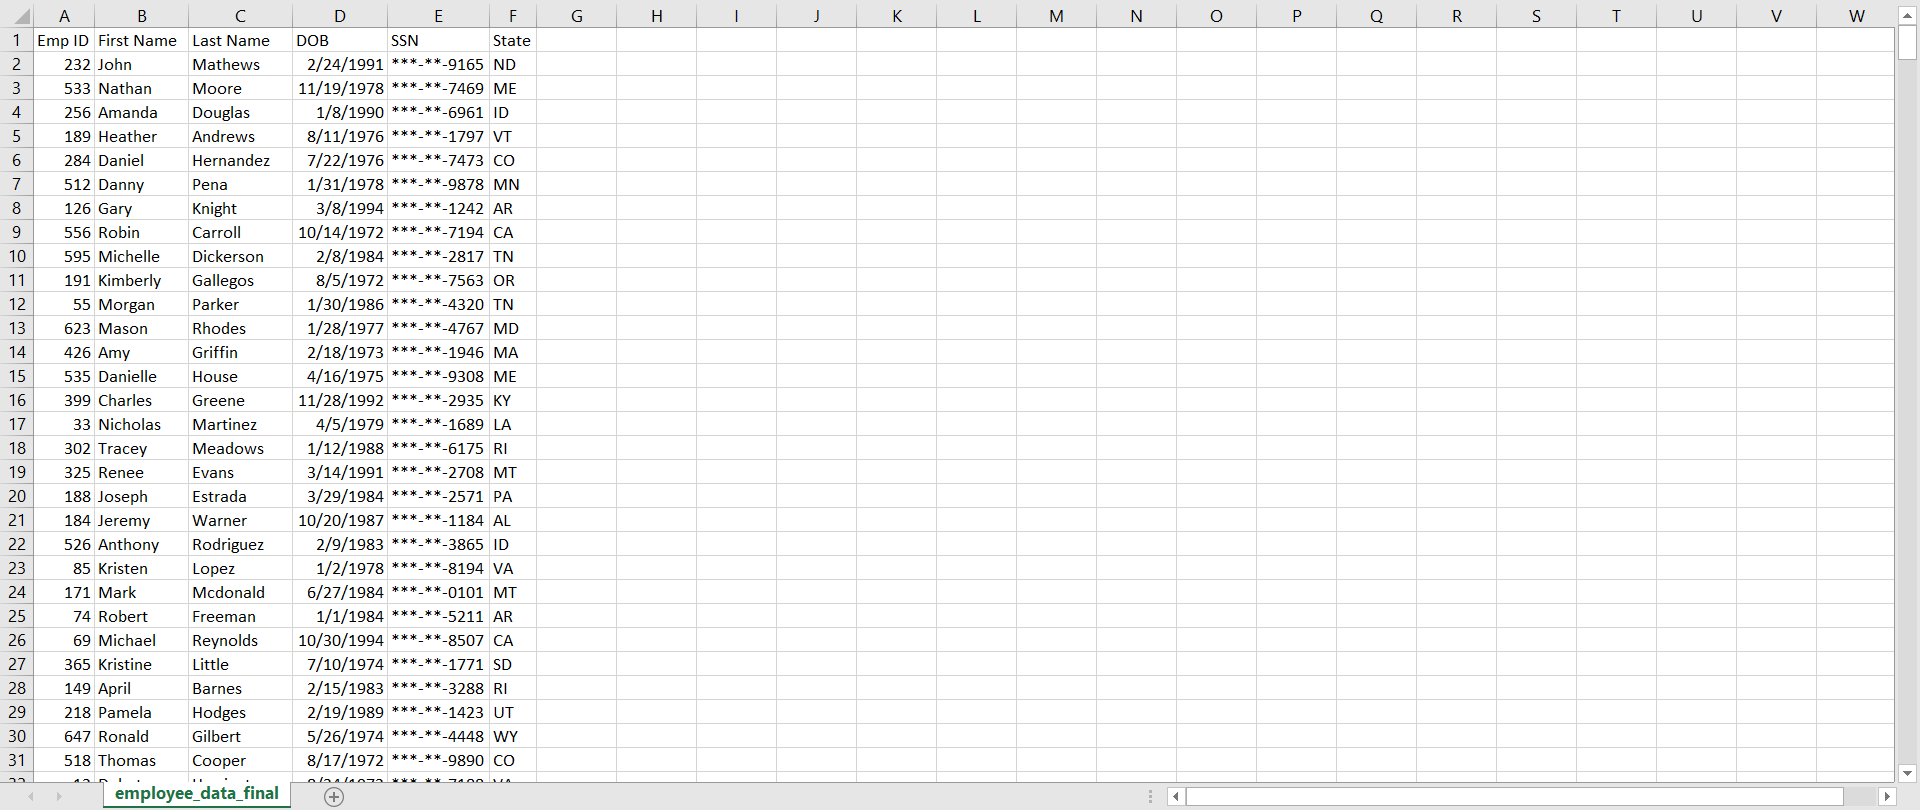 A B C D E F G H I J K L M N O P Q R S T U V W
1 Emp ID First Name Last Name DOB SSN State
2 232 John Mathews 2/24/1991 ***-**-9165 ND
3 533 Nathan Moore 11/19/1978 ***-**-7469 ME
4 256 Amanda Douglas 1/8/1990 ***-**-6961 ID
5 189 Heather Andrews 8/11/1976 ***-**-1797 VT
6 284 Daniel Hernandez 7/22/1976 ***-**-7473 CO
7 512 Danny Pena 1/31/1978 ***-**-9878 MN
8 126 Gary Knight 3/8/1994 ***-**-1242 AR
9 556 Robin Carroll 10/14/1972 ***-**-7194 CA
10 595 Michelle Dickerson 2/8/1984 ***-**-2817 TN
11 191 Kimberly Gallegos 8/5/1972 ***-**-7563 OR
12 55 Morgan Parker 1/30/1986 ***-**-4320 TN
13 623 Mason Rhodes 1/28/1977 ***-**-4767 MD
14 426 Amy Griffin 2/18/1973 ***-**-1946 MA
15 535 Danielle House 4/16/1975 ***-**-9308 ME
16 399 Charles Greene 11/28/1992 ***-**-2935 KY
17 33 Nicholas Martinez 4/5/1979 ***-**-1689 LA
18 302 Tracey Meadows 1/12/1988 ***-**-6175 RI
19 325 Renee Evans 3/14/1991 ***-**-2708 MT
20 188 Joseph Estrada 3/29/1984 ***-**-2571 PA
21 184 Jeremy Warner 10/20/1987 ***-**-1184 AL
22 526 Anthony Rodriguez 2/9/1983 ***-**-3865 ID
23 85 Kristen Lopez 1/2/1978 ***-**-8194 VA
24 171 Mark Mcdonald 6/27/1984 ***-**-0101 MT
25 74 Robert Freeman 1/1/1984 ***-**-5211 AR
26 69 Michael Reynolds 10/30/1994 ***-**-8507 CA
27 365 Kristine Little 7/10/1974 ***-**-1771 SD
28 149 April Barnes 2/15/1983 ***-**-3288 RI
29 218 Pamela Hodges 2/19/1989 ***-**-1423 UT
30 647 Ronald Gilbert 5/26/1974 ***-**-4448 WY
31 518 Thomas Cooper 8/17/1972 ***-**-9890 CO
employee_data_final